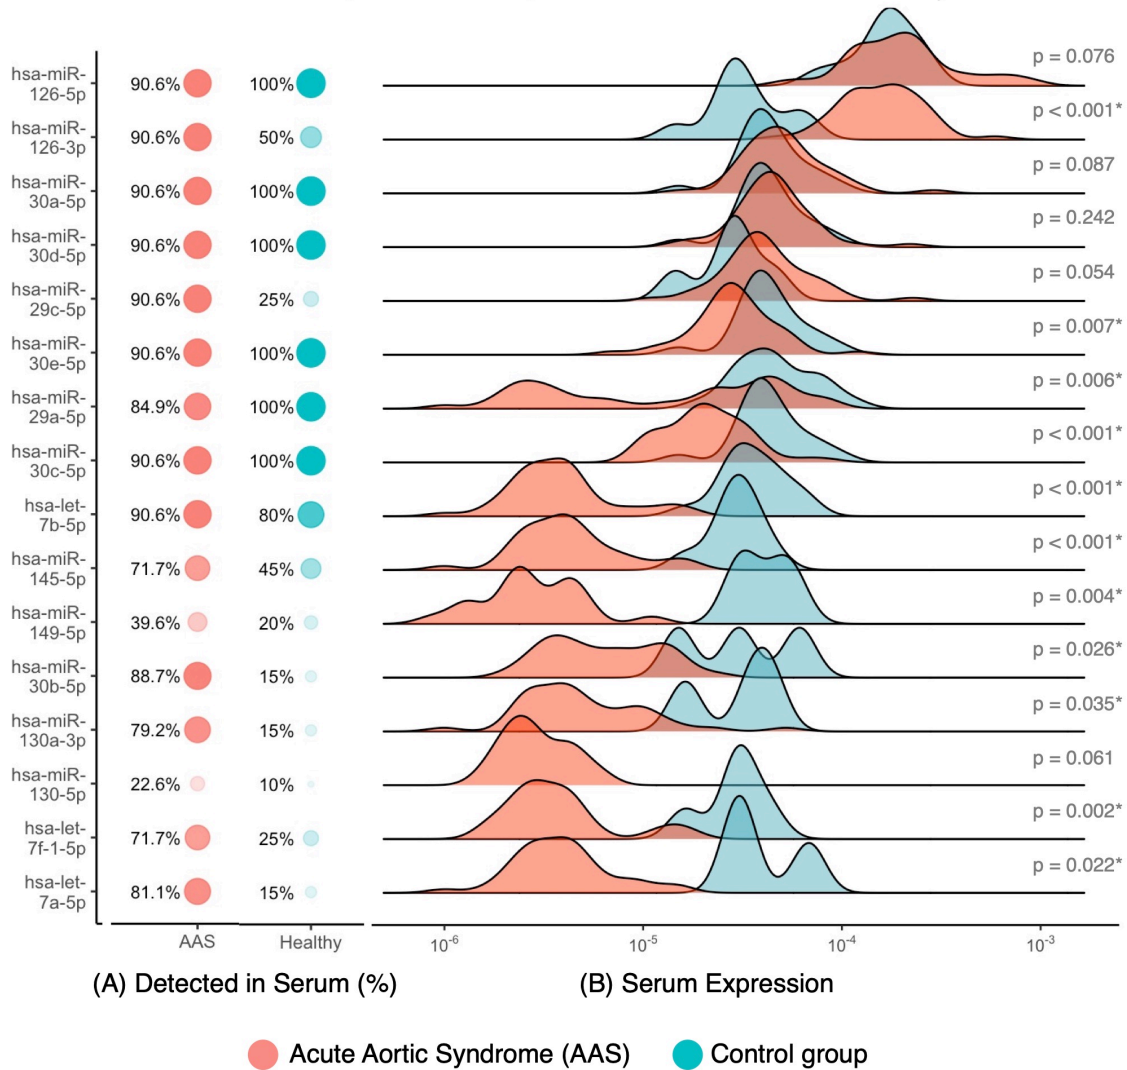 hsa-miR-
126-5p
90.6% 100% p = 0.076
hsa-miR-
126-3p
90.6% 50% p < 0.001*
hsa-miR-
30a-5p
90.6% 100% p = 0.087
hsa-miR-
30d-5p
90.6% 100% p = 0.242
hsa-miR-
29c-5p
90.6% 25% p = 0.054
hsa-miR-
30e-5p
90.6% 100% p = 0.007*
hsa-miR-
29a-5p
84.9% 100% p = 0.006*
hsa-miR-
30c-5p
90.6% 100% p < 0.001*
hsa-let-
7b-5p
90.6% 80% p < 0.001*
hsa-miR-
145-5p
71.7% 45% p < 0.001*
hsa-miR-
149-5p
39.6% 20% p = 0.004*
hsa-miR-
30b-5p
88.7% 15% p = 0.026*
hsa-miR-
130a-3p
79.2% 15% p = 0.035*
hsa-miR-
130-5p
22.6% 10% p = 0.061
hsa-let-
7f-1-5p
71.7% 25% p = 0.002*
hsa-let-
7a-5p
81.1% 15% p = 0.022*
AAS Healthy 10-6 10-5 10-4 10-3
(A) Detected in Serum (%) (B) Serum Expression
Acute Aortic Syndrome (AAS) Control group